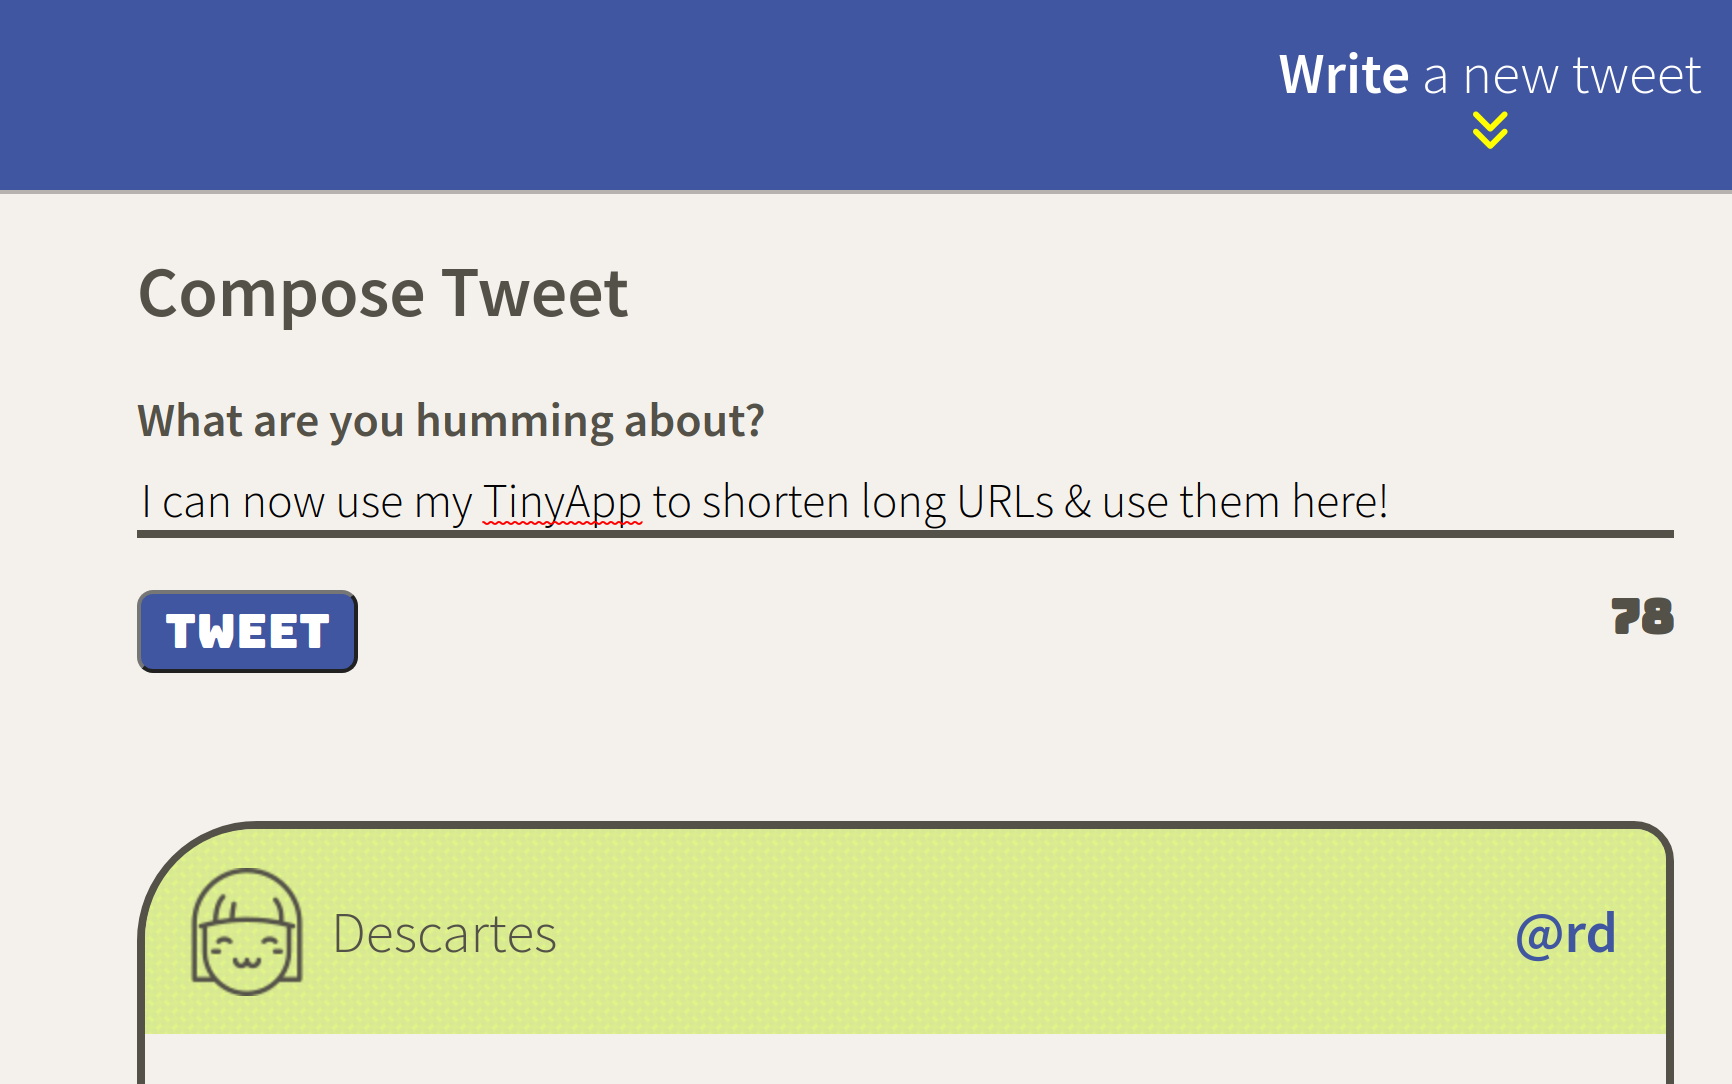 Write a new tweet
Compose Tweet
What are you humming about?
I can now use my TinyApp to shorten long URLs & use them here!
TWEET
78
Descartes
@rd